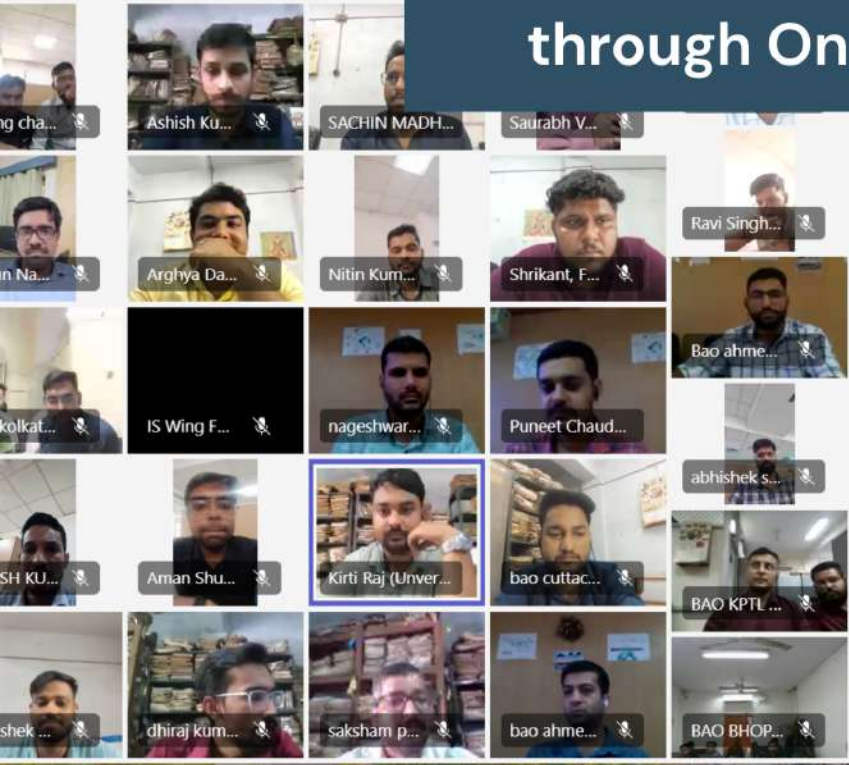 through On
ng cha...
Ashish Ku...
SACHIN MADH...
Saurabh V...
Ravi Singh...
in Na...
Arghya Da...
Nitin Kum...
Shrikant, F...
Bao ahme...
kolkat...
IS Wing F...
nageshwar...
Puneet Chaud...
abhishek s...
SH KU...
Aman Shu...
Kirti Raj (Unver...
bao cuttac...
BAO KPTL ...
shek ...
dhiraj kum...
saksham p...
bao ahme...
BAO BHOP...